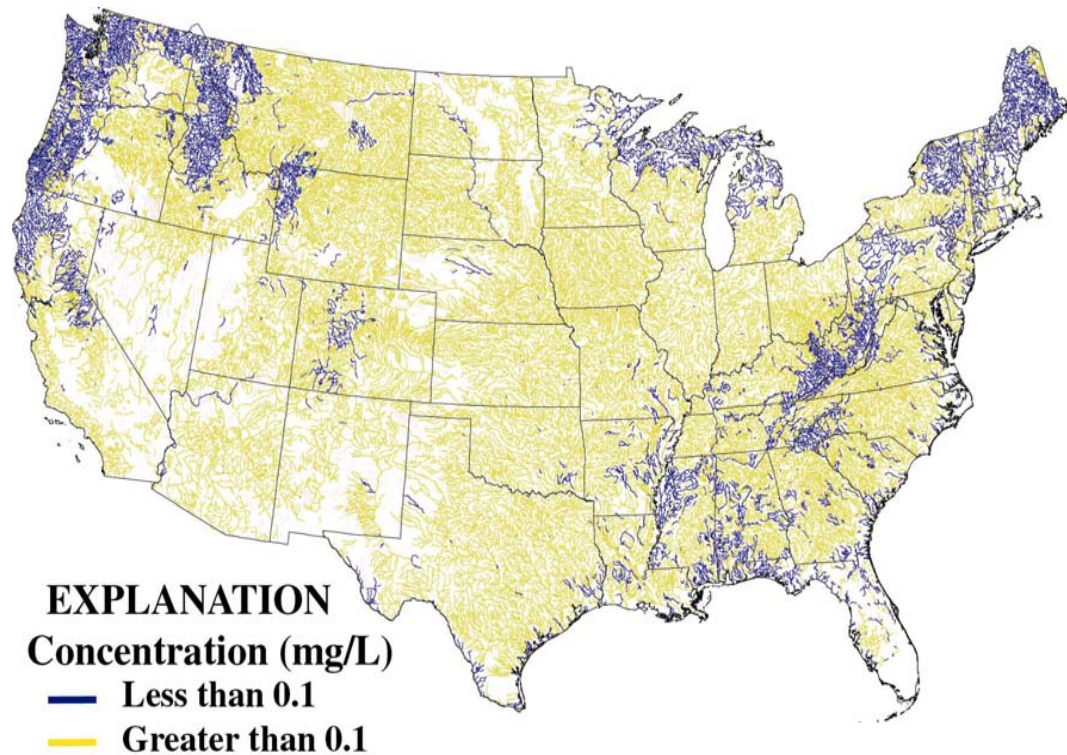 EXPLANATION
Concentration (mg/L)
Less than 0.1
Greater than 0.1